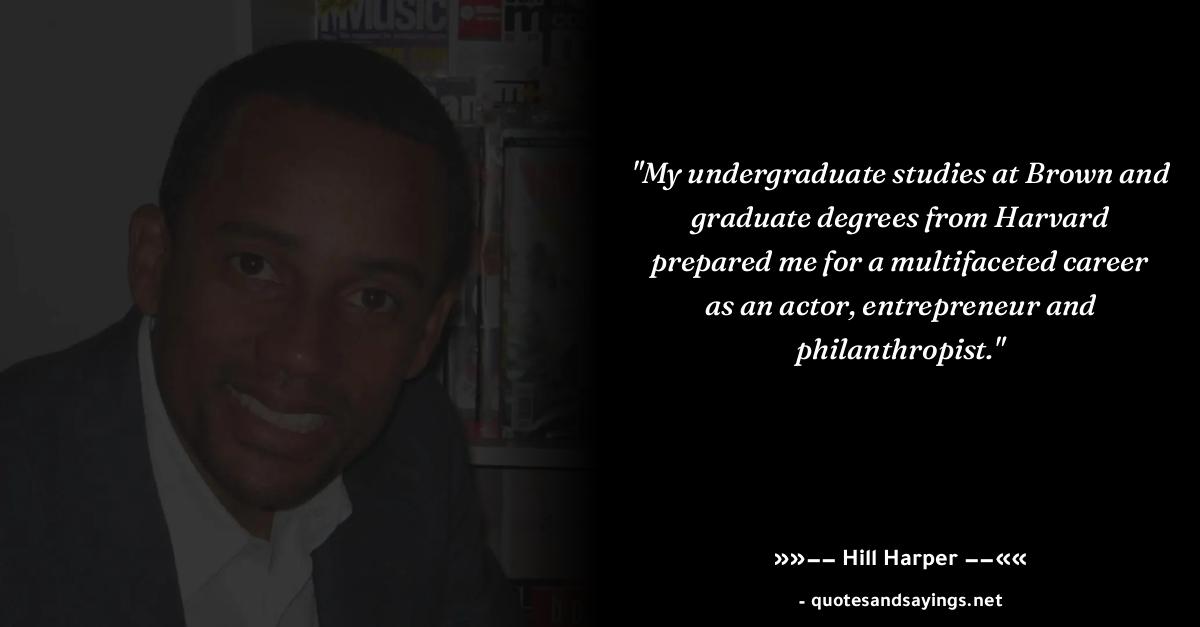 MUSIC
"My undergraduate studies at Brown and
graduate degrees from Harvard
prepared me for a multifaceted career
as an actor, entrepreneur and
philanthropist."
»»—— Hill Harper ——««
- quotesandsayings.net